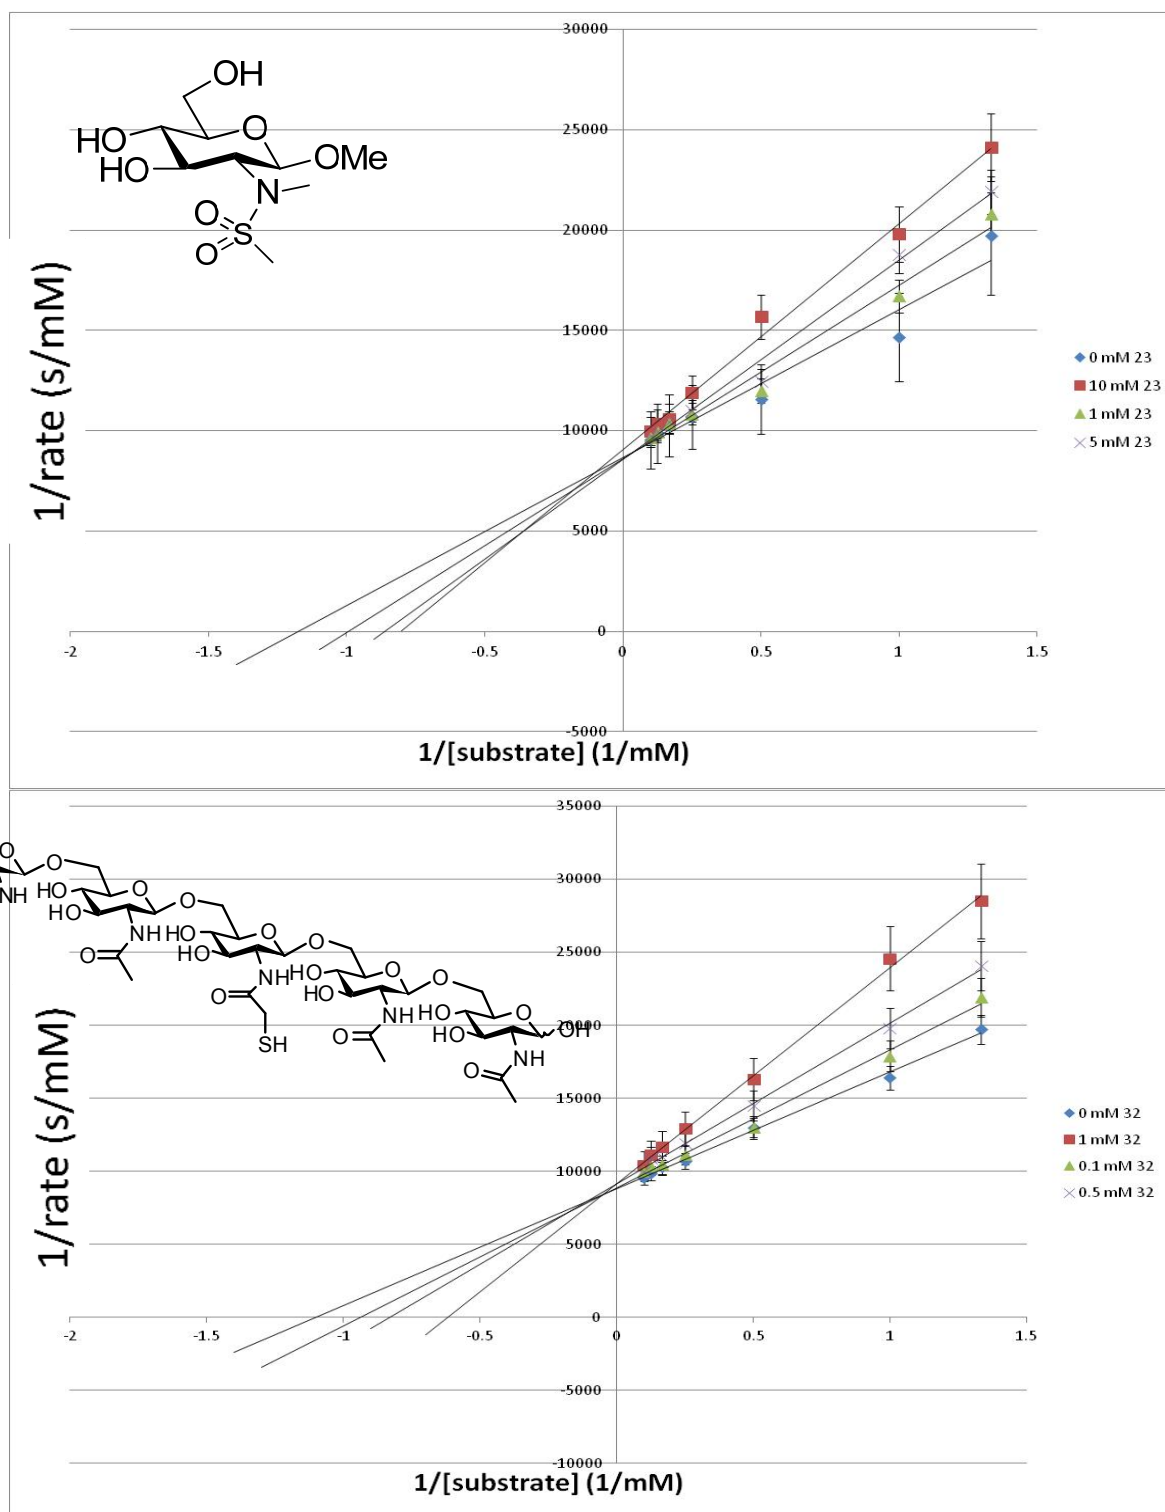 OH
HO
O
HO
OMe
N
O
S
O
1/rate (s/mM)
30000
25000
20000
15000
10000
5000
0
-5000
-2
-1.5
-1
-0.5
0
0.5
1
1.5
1/[substrate] (1/mM)
0 mM 23
10 mM 23
1 mM 23
5 mM 23
O
O
NH
HO
O
O
HO
NH
HO
O
O
O
HO
NH
HO
O
O
O
HO
SH
NH
HO
O
OH
O
HO
NH
O
1/rate (s/mM)
35000
30000
25000
20000
15000
10000
5000
0
-5000
-10000
-2
-1.5
-1
-0.5
0
0.5
1
1.5
1/[substrate] (1/mM)
0 mM 32
1 mM 32
0.1 mM 32
0.5 mM 32